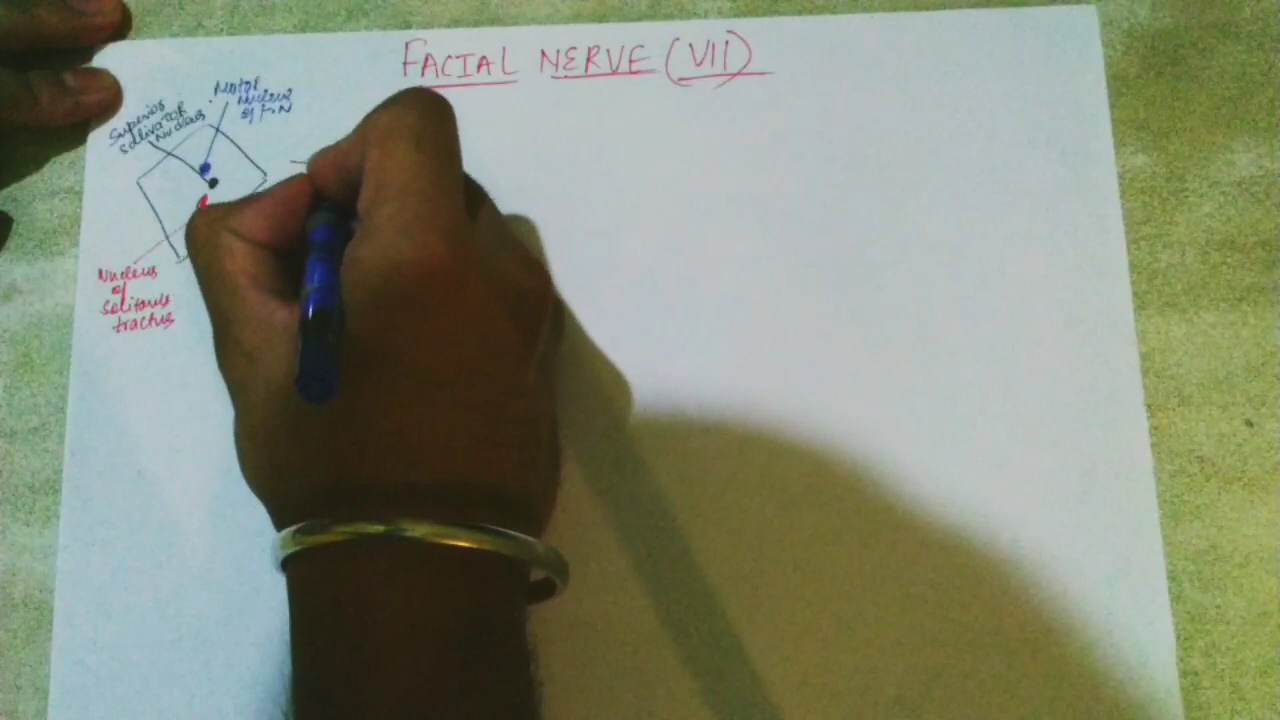 FACIAL NERVE (VII)
Motor
Nucleus
of F.N
Superior
Salivator
Nucleus
Nucleus
of
Solitarius
tractus